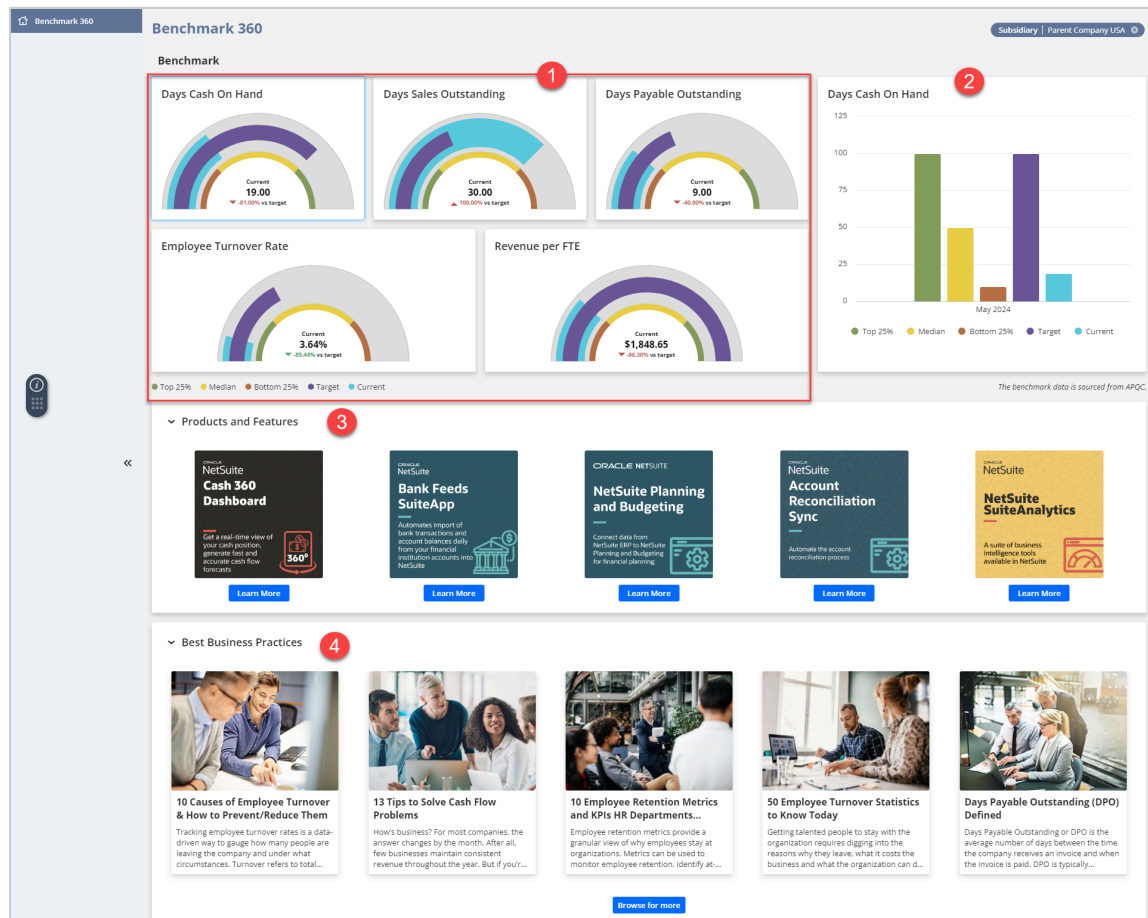 Benchmark 360
Benchmark 360
Subsidiary | Parent Company USA
Benchmark
1
2
Days Cash On Hand
Current
19.00
-81.00% vs target
Days Sales Outstanding
Current
30.00
100.00% vs target
Days Payable Outstanding
Current
9.00
-40.00% vs target
Employee Turnover Rate
Current
3.64%
-85.44% vs target
Revenue per FTE
Current
$1,848.65
-96.30% vs target
Top 25% Median Bottom 25% Target Current
Days Cash On Hand
125
100
75
50
25
0
May 2024
Top 25% Median Bottom 25% Target Current
The benchmark data is sourced from APQC.
Products and Features
3
ORACLE
NetSuite
Cash 360
Dashboard
Get a real-time view of
your cash position,
generate fast and
accurate cash flow
forecasts
360°
Learn More
ORACLE
NetSuite
Bank Feeds
SuiteApp
Automates import of
bank transactions and
account balances daily
from your financial
institution accounts into
NetSuite
$
Learn More
ORACLE NETSUITE
NetSuite Planning
and Budgeting
Connect data from
NetSuite ERP to NetSuite
Planning and Budgeting
for financial planning
Learn More
ORACLE
NetSuite
Account
Reconciliation
Sync
Automate the account
reconciliation process
Learn More
ORACLE
NetSuite
NetSuite
SuiteAnalytics
A suite of business
intelligence tools
available in NetSuite
Learn More
Best Business Practices
4
10 Causes of Employee Turnover
& How to Prevent/Reduce Them
Tracking employee turnover rates is a data-
driven way to gauge how many people are
leaving the company and under what
circumstances. Turnover refers to total...
13 Tips to Solve Cash Flow
Problems
How's business? For most companies, the
answer changes by the month. After all,
few businesses maintain consistent
revenue throughout the year. But if you're...
10 Employee Retention Metrics
and KPIs HR Departments...
Employee retention metrics provide a
granular view of why employees stay at
organizations. Metrics can be used to
monitor employee retention, identify at-...
50 Employee Turnover Statistics
to Know Today
Getting talented people to stay with the
organization requires digging into the
reasons why they leave, what it costs the
business and what the organization can d...
Days Payable Outstanding (DPO)
Defined
Days Payable Outstanding or DPO is the
average number of days between the time
the company receives an invoice and when
the invoice is paid. DPO is typically...
Browse for more